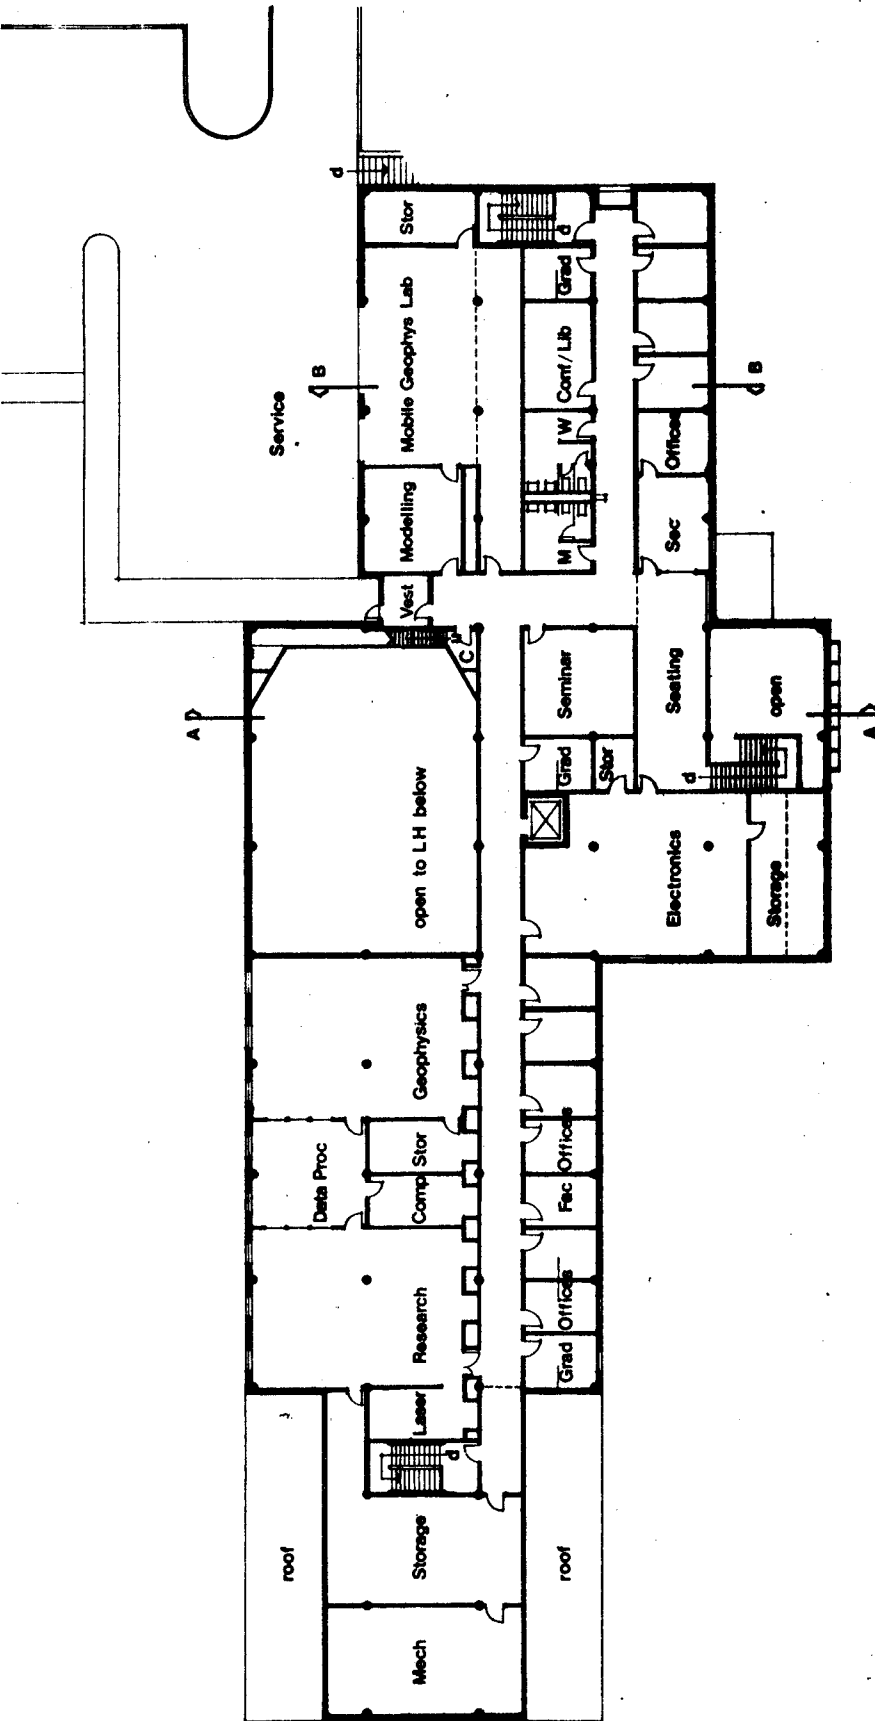 A
Service
roof
B
Data Proc
d
Mech
Storage
Laser
Research
Comp
Stor
Geophysics
open to LH below
Vest
Modelling
Mobile Geophys Lab
Stor
d
u
C
roof
Grad
Offices
Fac Offices
Grad
Seminar
M
W
Conf/Lib
Grad
d
Stor
Electronics
Seating
Sec
Offices
d
Storage
open
B
A